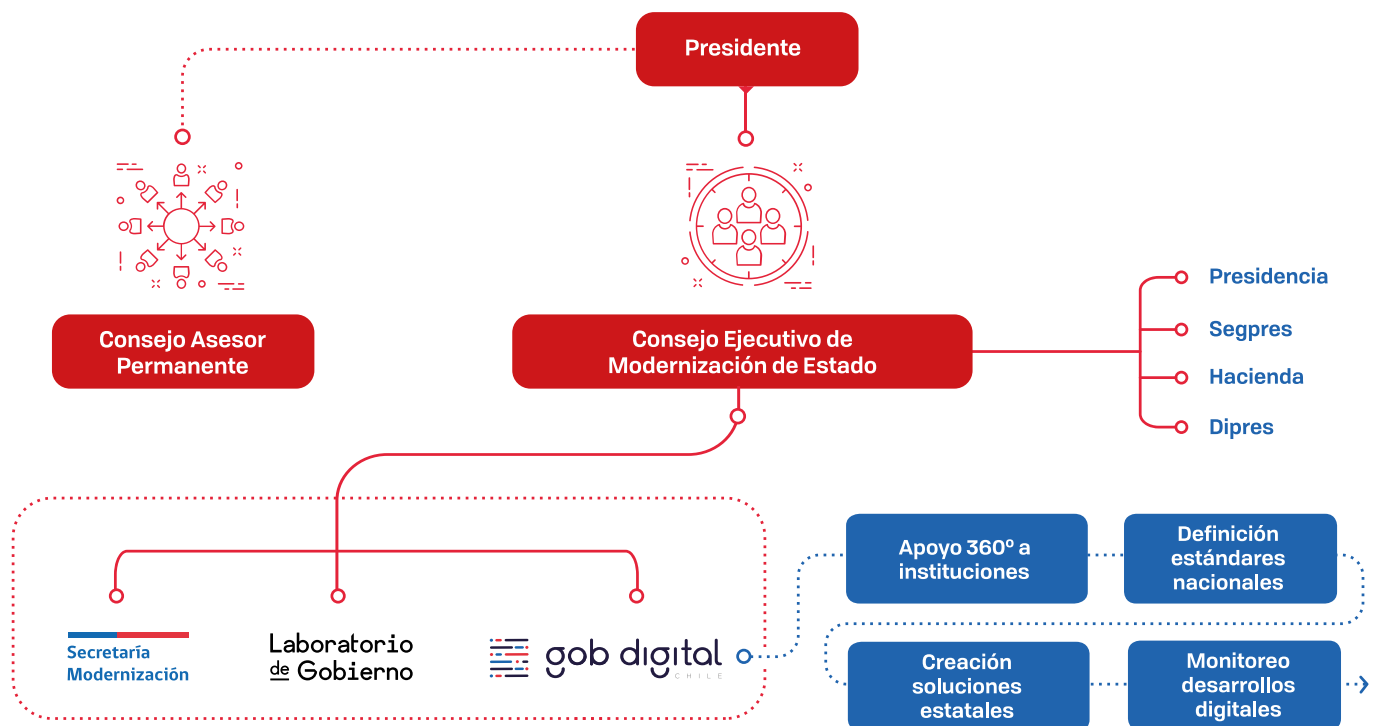 Presidente
Consejo Asesor
Permanente
Consejo Ejecutivo de
Modernización de Estado
Presidencia
Segpres
Hacienda
Dipres
Secretaría
Modernización
Laboratorio
de Gobierno
gob digital
CHILE
Apoyo 360º a
instituciones
Definición
estándares
nacionales
Creación
soluciones
estatales
Monitoreo
desarrollos
digitales